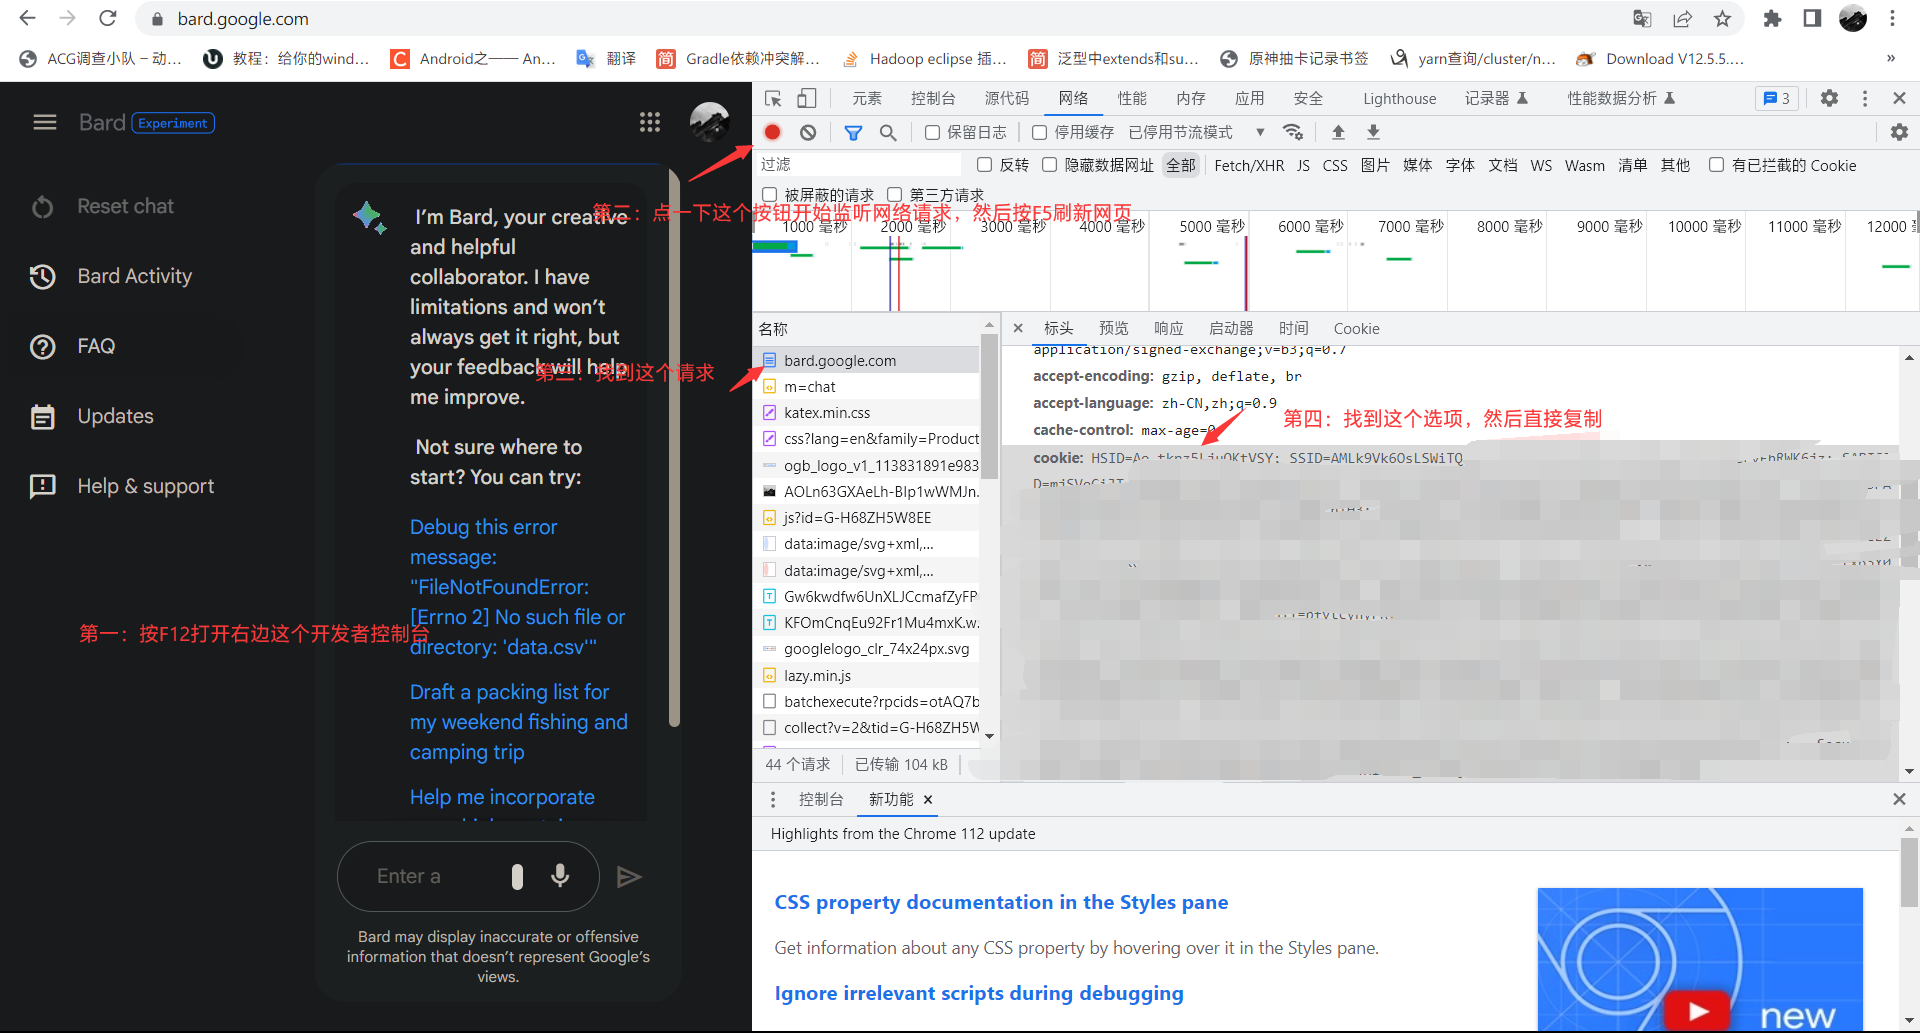 bard.google.com
ACG调查小队 – 动...
教程：给你的wind...
Android之—— An...
翻译
Gradle依赖冲突解...
Hadoop eclipse 插...
泛型中extends和su...
原神抽卡记录书签
yarn查询/cluster/n...
Download V12.5.5....
»
Bard Experiment
Reset chat
Bard Activity
FAQ
Updates
Help & support
I’m Bard, your creative
and helpful
collaborator. I have
limitations and won’t
always get it right, but
your feedback will help
me improve.
Not sure where to
start? You can try:
Debug this error
message:
"FileNotFoundError:
[Errno 2] No such file or
directory: 'data.csv'"
Draft a packing list for
my weekend fishing and
camping trip
Help me incorporate
Enter a
Bard may display inaccurate or offensive
information that doesn’t represent Google’s
views.
第一：按F12打开右边这个开发者控制台
第二：点一下这个按钮开始监听网络请求，然后按F5刷新网页
第三：找到这个请求
第四：找到这个选项，然后直接复制
元素 控制台 源代码 网络 性能 内存 应用 安全 Lighthouse 记录器 性能数据分析 3
保留日志 停用缓存 已停用节流模式
过滤 反转 隐藏数据网址 全部 Fetch/XHR JS CSS 图片 媒体 字体 文档 WS Wasm 清单 其他 有已拦截的 Cookie
被屏蔽的请求 第三方请求
1000 毫秒 2000 毫秒 3000 毫秒 4000 毫秒 5000 毫秒 6000 毫秒 7000 毫秒 8000 毫秒 9000 毫秒 10000 毫秒 11000 毫秒 12000
名称
bard.google.com
m=chat
katex.min.css
css?lang=en&family=Product
ogb_logo_v1_113831891e983
AOLn63GXAeLh-BIp1wWMJn.
js?id=G-H68ZH5W8EE
data:image/svg+xml,...
data:image/svg+xml,...
Gw6kwdfw6UnXLJCcmafZyFP
KFOmCnqEu92Fr1Mu4mxK.w.
googlelogo_clr_74x24px.svg
lazy.min.js
batchexecute?rpcids=otAQ7b
collect?v=2&tid=G-H68ZH5W
44 个请求 已传输 104 kB
标头 预览 响应 启动器 时间 Cookie
application/signed-exchange;v=b3;q=0.7
accept-encoding: gzip, deflate, br
accept-language: zh-CN,zh;q=0.9
cache-control: max-age=0
cookie:
控制台 新功能
Highlights from the Chrome 112 update
CSS property documentation in the Styles pane
Get information about any CSS property by hovering over it in the Styles pane.
Ignore irrelevant scripts during debugging
new